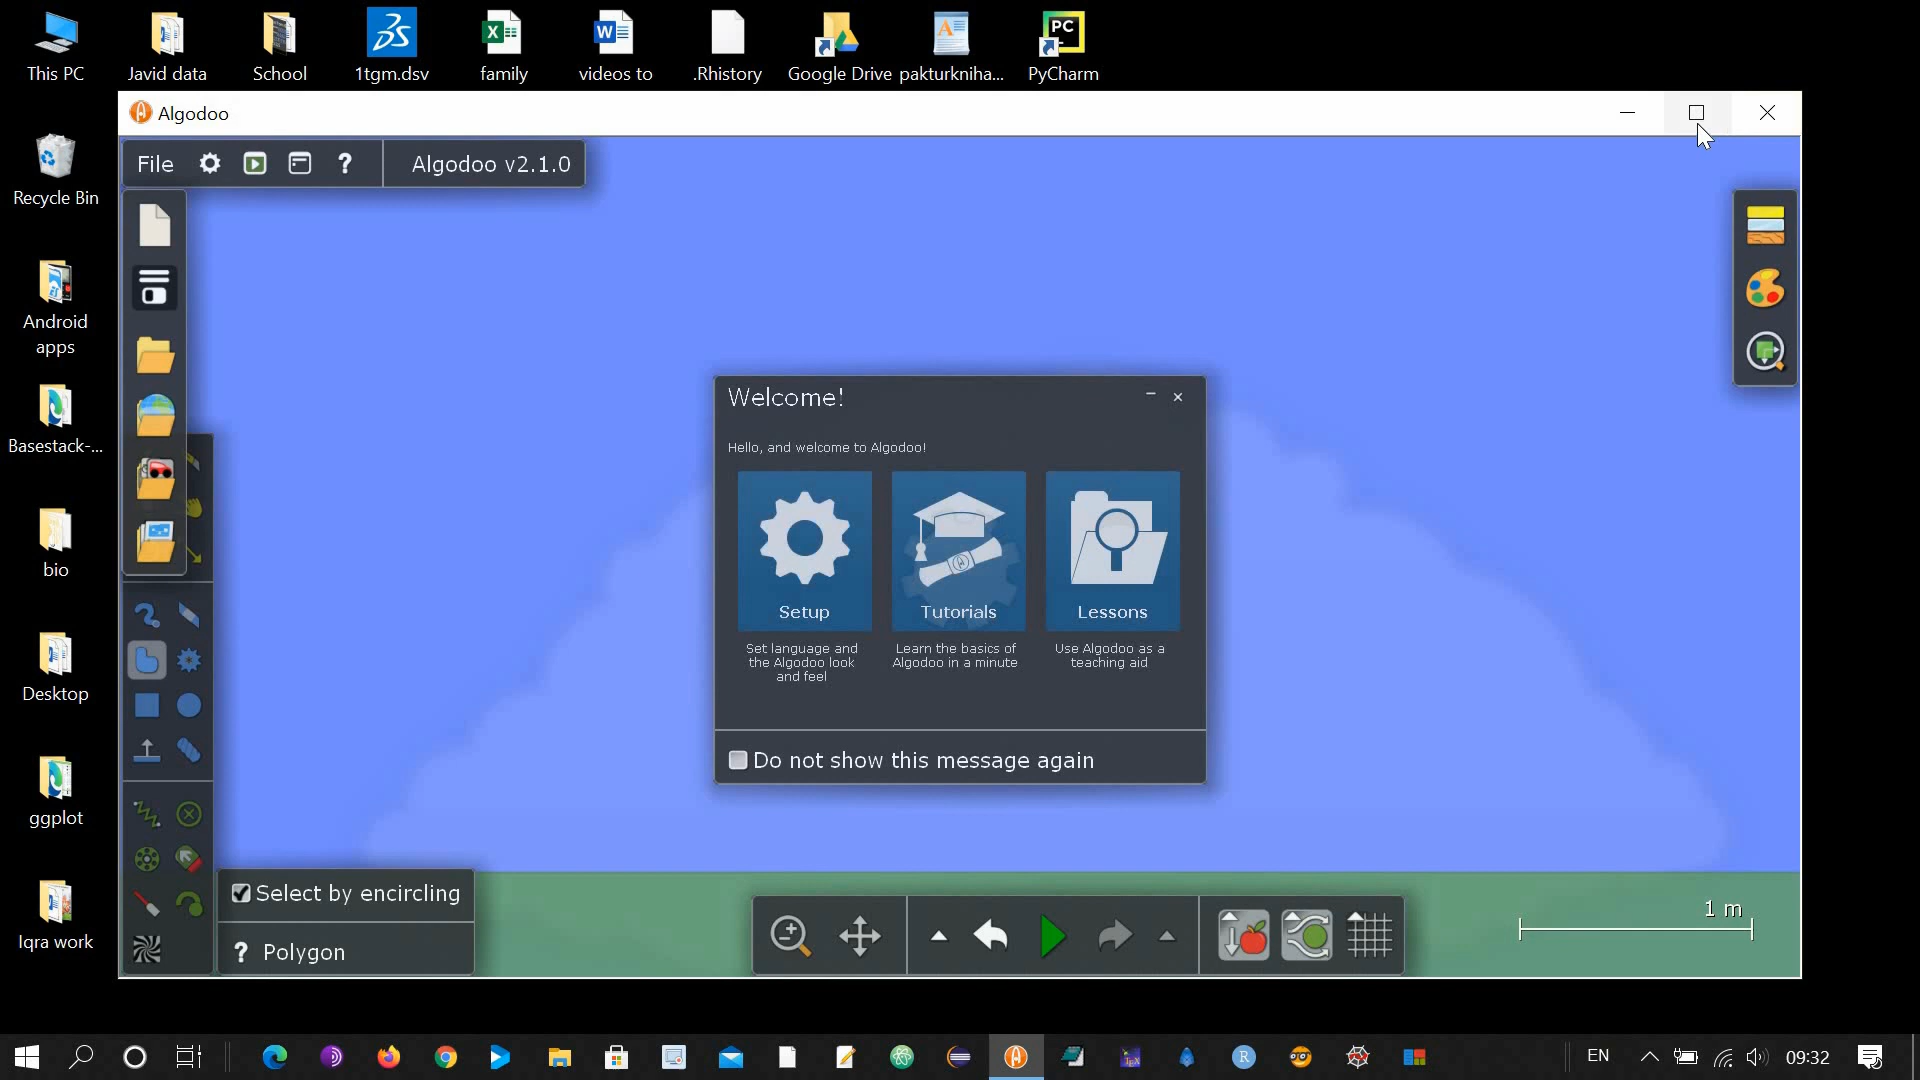 This PC
Javid data
School
1tgm.dsv
family
videos to
.Rhistory
Google Drive
pakturkniha...
PyCharm
Recycle Bin
Android
apps
Basestack-...
bio
Desktop
ggplot
Iqra work
Algodoo
File
?
Algodoo v2.1.0
Welcome!
Hello, and welcome to Algodoo!
Setup
Tutorials
Lessons
Set language and
the Algodoo look
and feel
Learn the basics of
Algodoo in a minute
Use Algodoo as a
teaching aid
Do not show this message again
Select by encircling
? Polygon
1 m
EN
09:32